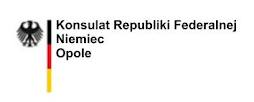 Konsulat Republiki Federalnej
Niemiec
Opole